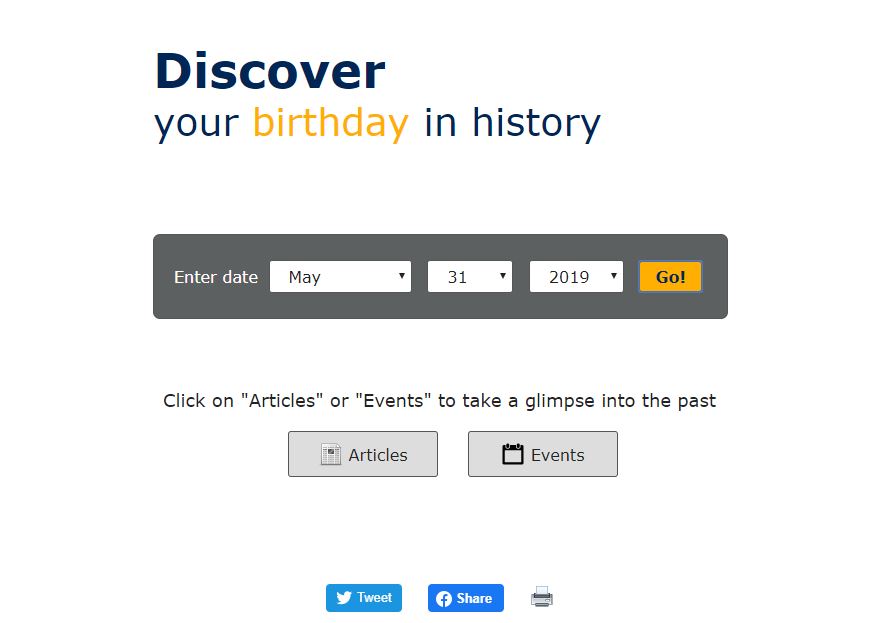 Discover
your birthday in history
Enter date May 31 2019 Go!
Click on "Articles" or "Events" to take a glimpse into the past
Articles Events
Tweet Share